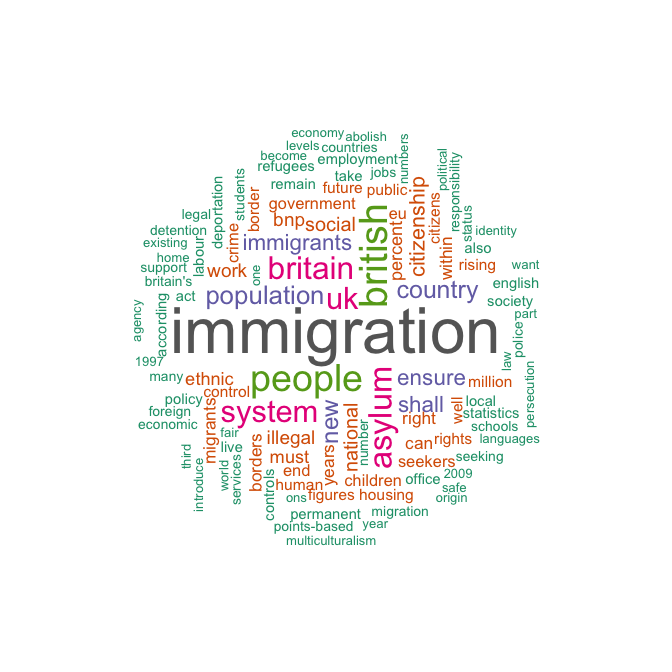 economy
abolish
levels
countries
numbers
become
employment
refugees
take
jobs
political
remain
future
public
students
border
government
citizenship
responsibility
legal
deportation
bnp
social
british
percent
eu
citizens
status
identity
detention
crime
immigrants
within
also
existing
home
labour
work
one
britain
country
rising
want
support
britain's
act
population
uk
english
society
part
agency
according
immigration
police
law
1997
many
ethnic
people
asylum
ensure
million
persecution
policy
control
system
new
shall
well
local
foreign
migrants
right
statistics
economic
fair
illegal
national
number
can
rights
schools
languages
third
live
borders
must
years
seekers
seeking
world
services
end
human
children
office
2009
introduce
controls
ons
figures
housing
safe
origin
permanent
migration
points-based
year
multiculturalism